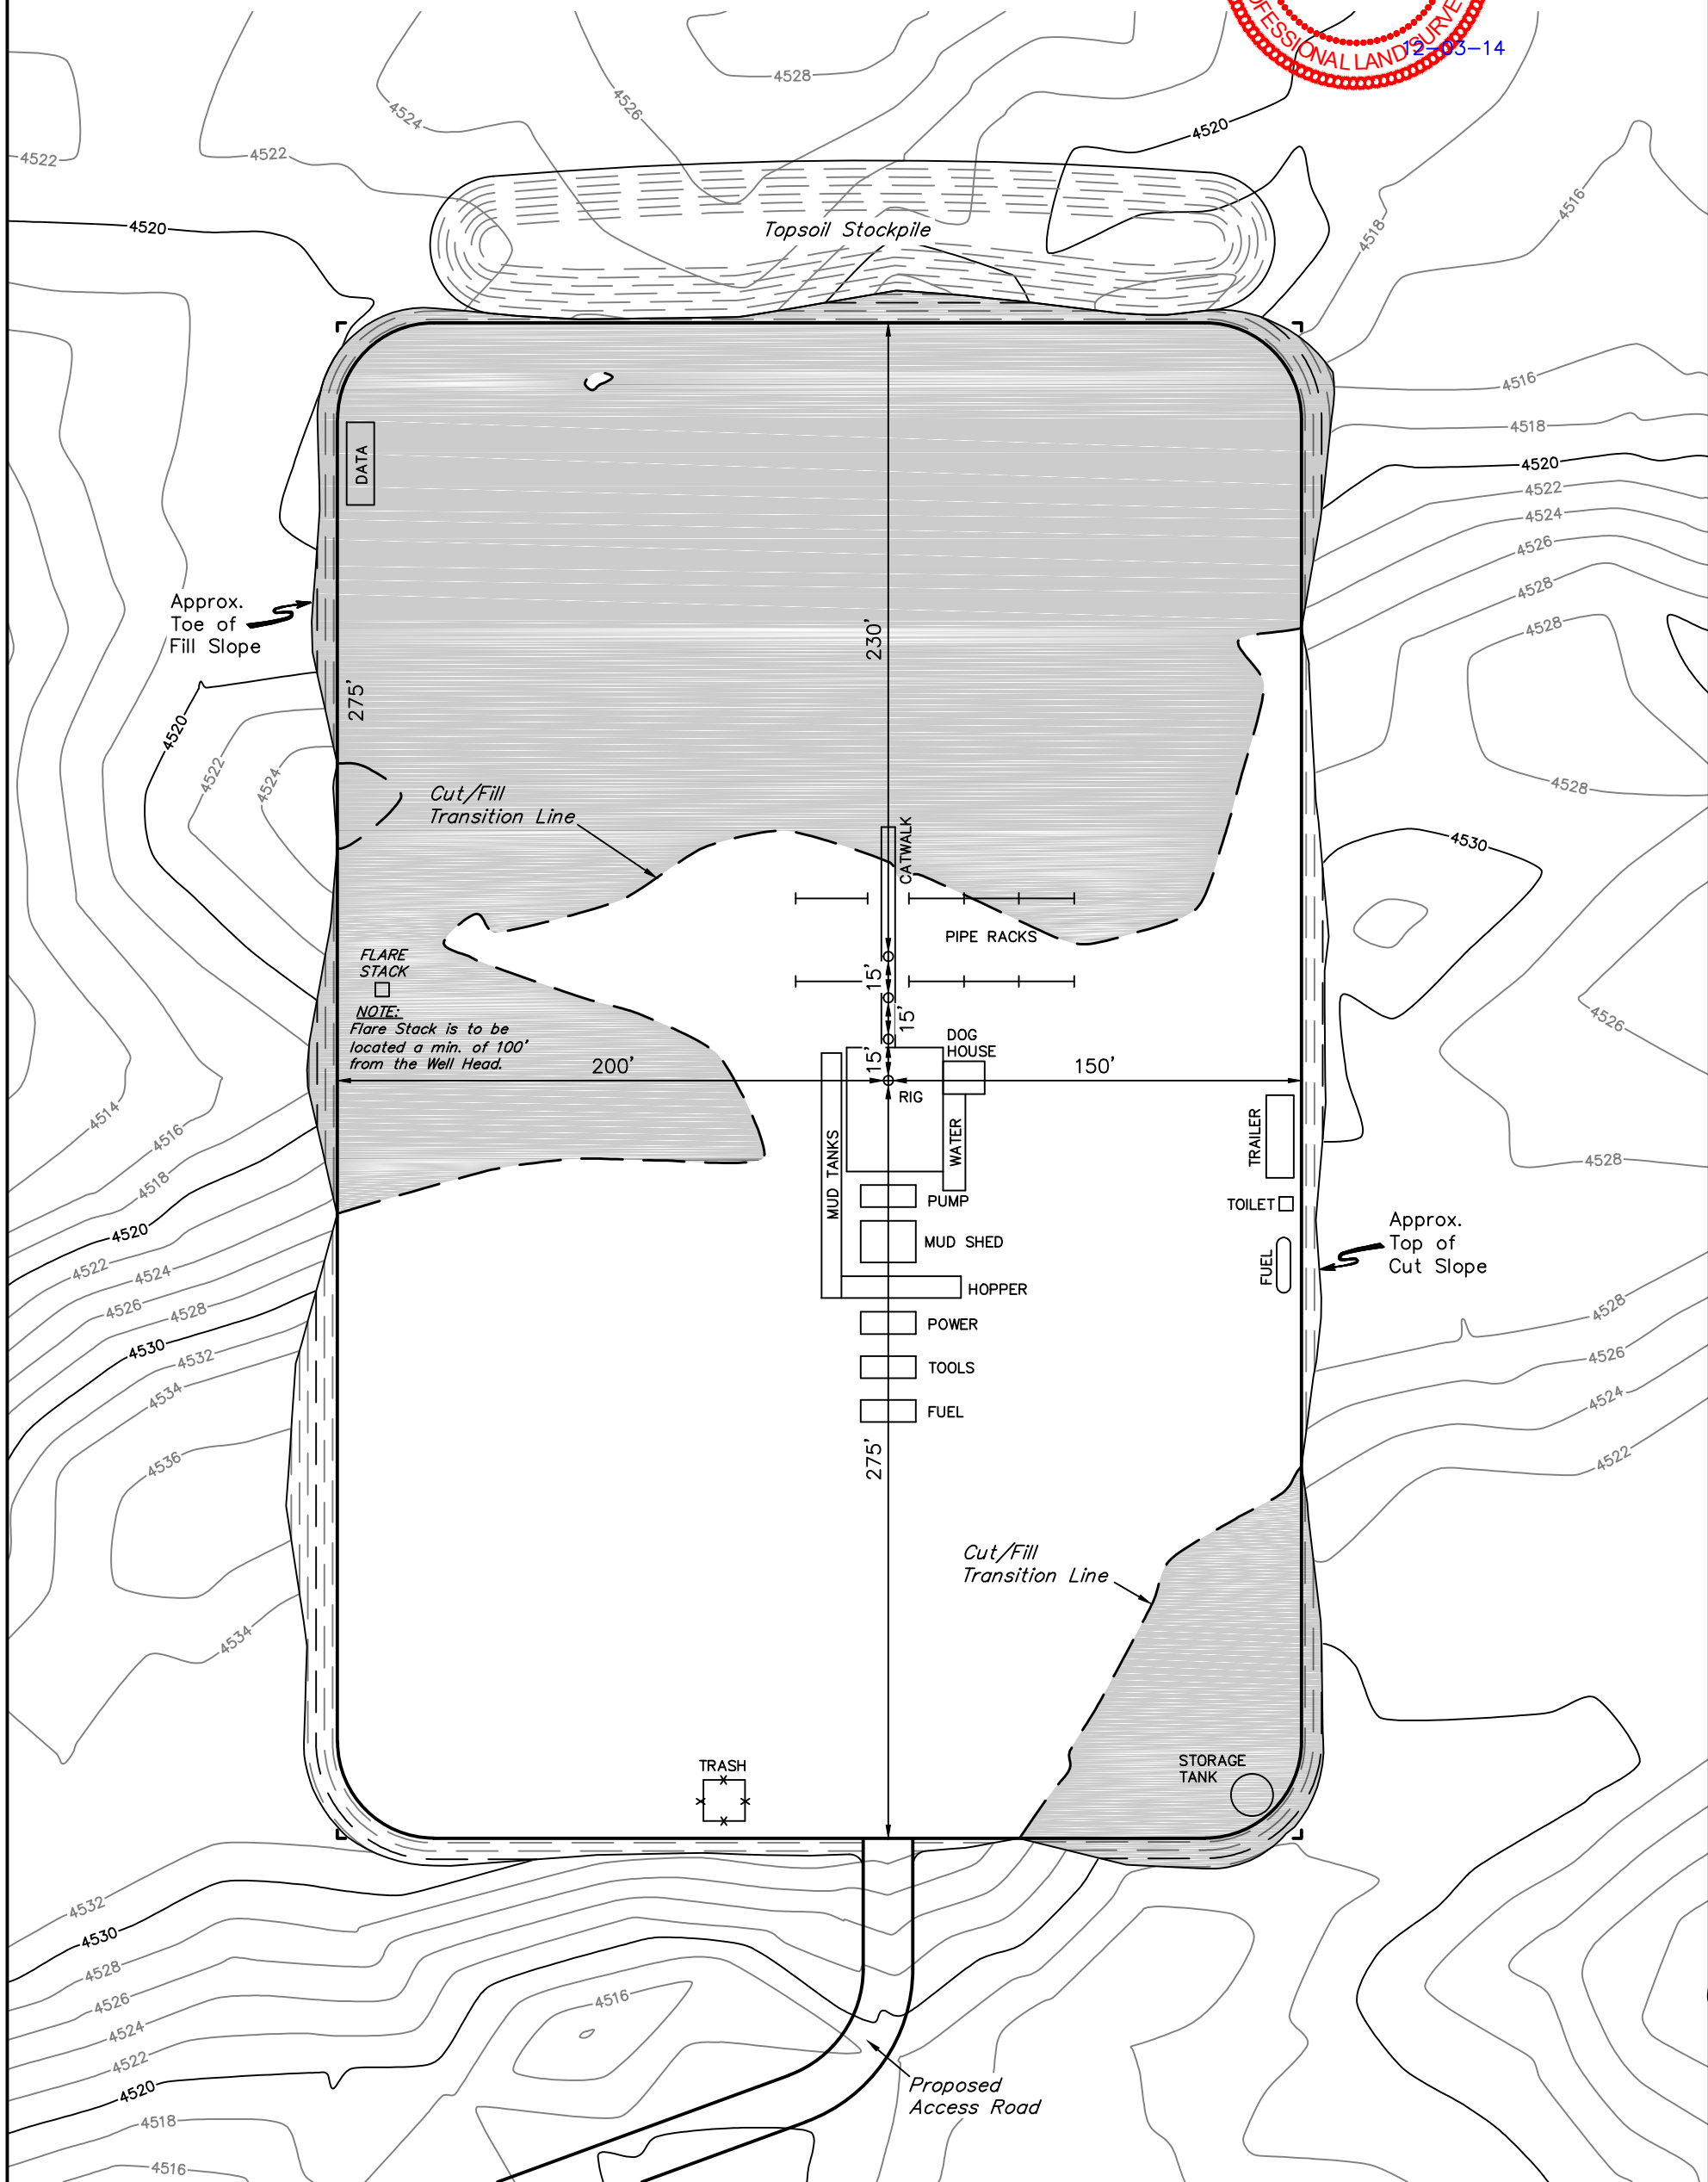 OFESSIONAL LAND SURVE
12-03-14
4528
4526
4524
4520
4522
4522
4516
4518
4520
Topsoil Stockpile
4516
4518
4520
4522
4524
4526
4528
4528
DATA
Approx.
Toe of
Fill Slope
230'
275'
4520
4522
4524
4528
Cut/Fill
Transition Line
CATWALK
4530
PIPE RACKS
FLARE
STACK
NOTE:
Flare Stack is to be
located a min. of 100'
from the Well Head.
15'
15'
15'
DOG
HOUSE
4526
200'
150'
RIG
4514
4516
4518
4520
4522
4524
4526
4528
4530
4532
4534
4536
4534
MUD TANKS
WATER
TRAILER
4528
TOILET
PUMP
MUD SHED
FUEL
Approx.
Top of
Cut Slope
HOPPER
POWER
TOOLS
FUEL
4528
4526
4524
4522
275'
Cut/Fill
Transition Line
TRASH
STORAGE
TANK
4532
4530
4528
4526
4524
4522
4520
4518
4516
4516
Proposed
Access Road